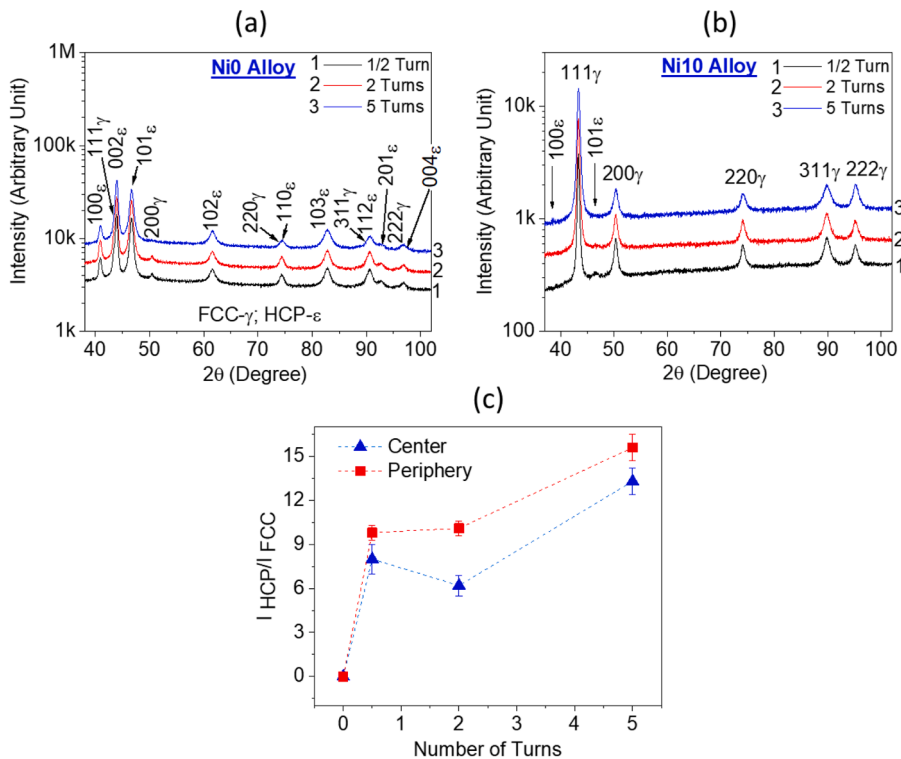 (a)
Ni0 Alloy
1 1/2 Turn
2 2 Turns
3 5 Turns
Intensity (Arbitrary Unit)
1M
100k
10k
1k
100ε
111γ
002ε
101ε
200γ
102ε
220γ
110ε
103ε
311γ
112ε
201ε
222γ
004ε
3
2
1
FCC-γ; HCP-ε
40 50 60 70 80 90 100
2θ (Degree)
(b)
Ni10 Alloy
1 1/2 Turn
2 2 Turns
3 5 Turns
Intensity (Arbitrary Unit)
10k
1k
100
100ε
111γ
101ε
200γ
220γ
311γ
222γ
3
2
1
40 50 60 70 80 90 100
2θ (Degree)
(c)
Center
Periphery
I HCP/I FCC
15
12
9
6
3
0
0 1 2 3 4 5
Number of Turns